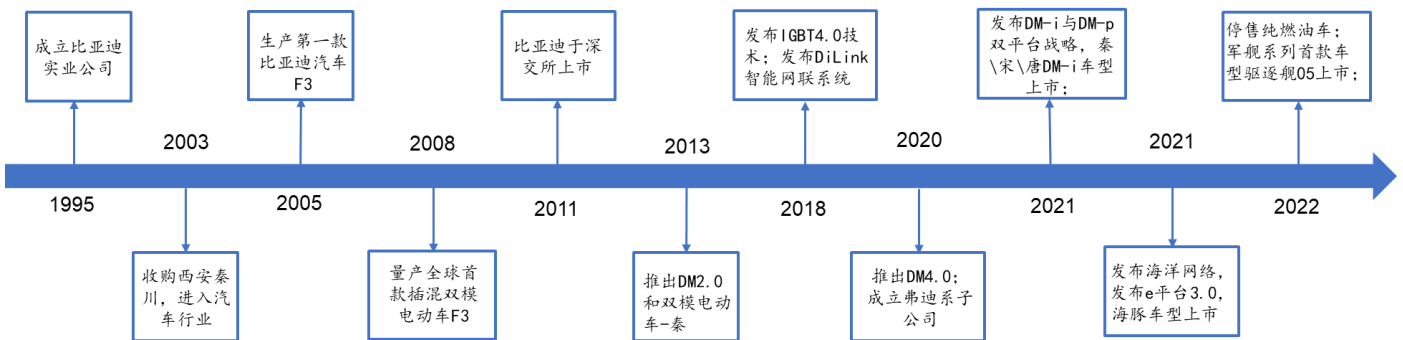 成立比亚迪
实业公司
生产第一款
比亚迪汽车
F3
比亚迪于深
交所上市
发布IGBT4.0技
术；发布DiLink
智能网联系统
发布DM-i与DM-p
双平台战略，秦
\宋\唐DM-i车型
上市；
停售纯燃油车；
军舰系列首款车
型驱逐舰05上市；
2003
2008
2013
2020
2021
1995
2005
2011
2018
2021
2022
收购西安秦
川，进入汽
车行业
量产全球首
款插混双模
电动车F3
推出DM2.0
和双模电动
车-秦
推出DM4.0；
成立弗迪系子
公司
发布海洋网络，
发布e平台3.0，
海豚车型上市